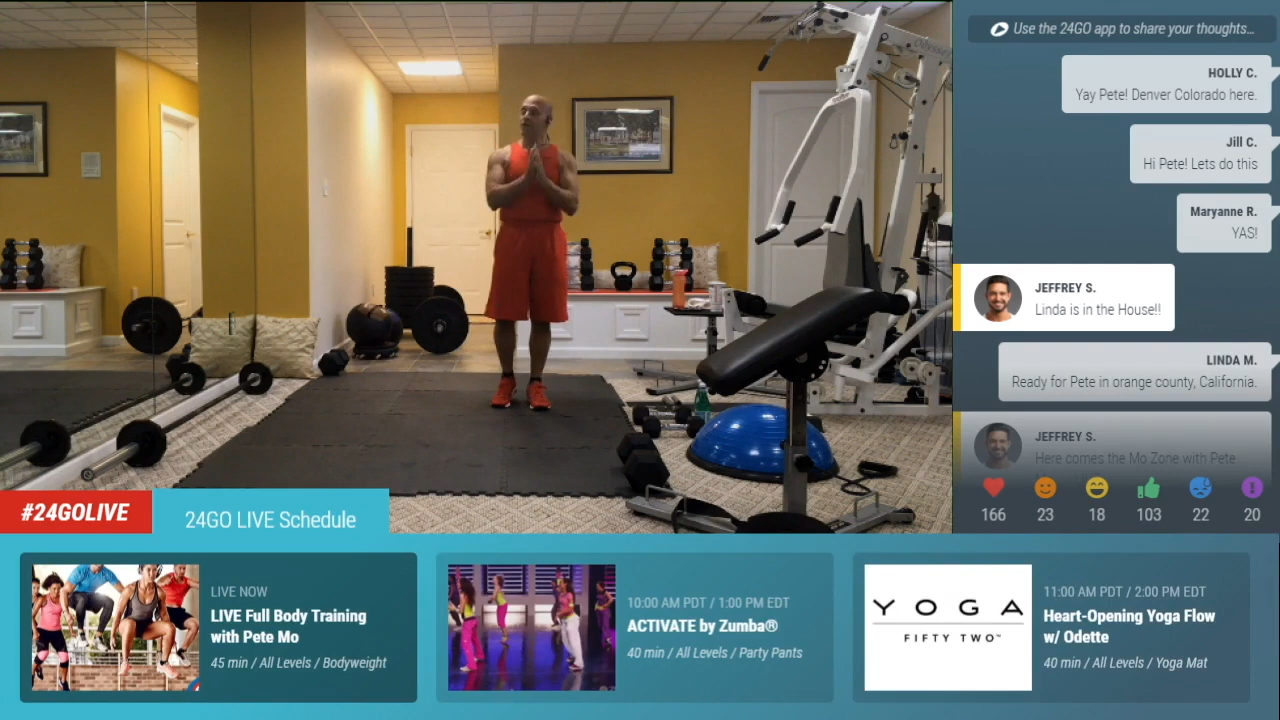 Use the 24GO app to share your thoughts...
HOLLY C.
Yay Pete! Denver Colorado here.
Jill C.
Hi Pete! Lets do this
Maryanne R.
YAS!
JEFFREY S.
Linda is in the House!!
LINDA M.
Ready for Pete in orange county, California.
JEFFREY S.
Here comes the Mo Zone with Pete
166 23 18 103 22 20
#24GOLIVE
24GO LIVE Schedule
LIVE NOW
LIVE Full Body Training
with Pete Mo
45 min / All Levels / Bodyweight
10:00 AM PDT / 1:00 PM EDT
ACTIVATE by Zumba®
40 min / All Levels / Party Pants
YOGA
FIFTY TWO™
11:00 AM PDT / 2:00 PM EDT
Heart-Opening Yoga Flow
w/ Odette
40 min / All Levels / Yoga Mat